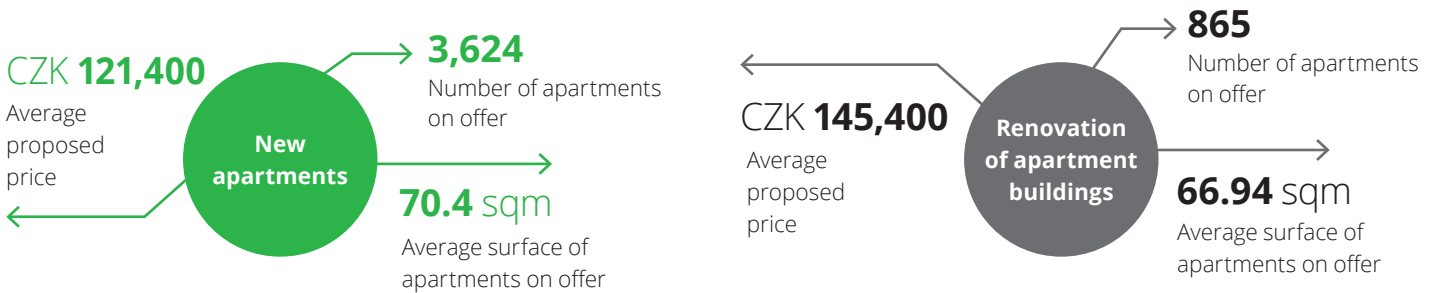 CZK 121,400
Average
proposed
price
New
apartments
3,624
Number of apartments
on offer
70.4 sqm
Average surface of
apartments on offer
CZK 145,400
Average
proposed
price
Renovation
of apartment
buildings
865
Number of apartments
on offer
66.94 sqm
Average surface of
apartments on offer